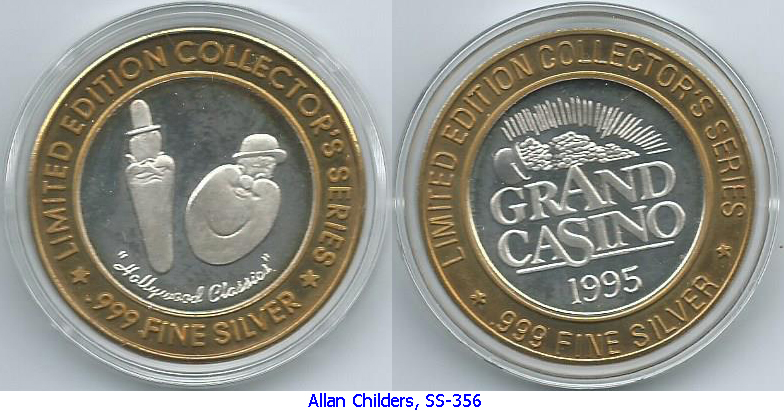 LIMITED EDITION COLLECTOR'S SERIES
"Hollywood Classics"
★ .999 FINE SILVER ★
LIMITED EDITION COLLECTOR'S SERIES
GRAND
CASINO
1995
★ .999 FINE SILVER ★
Allan Childers, SS-356